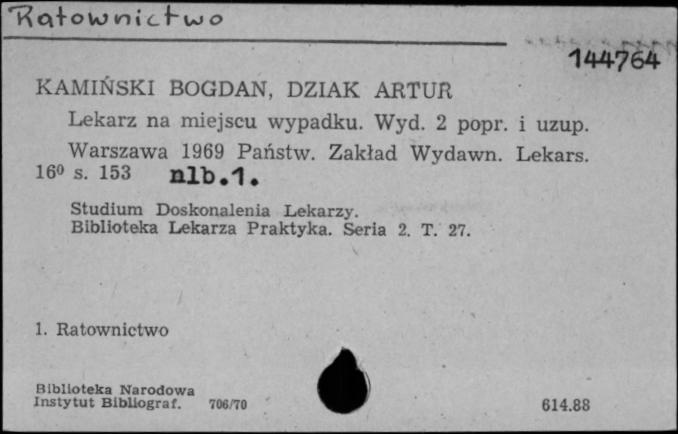 Ratownictwo
144764
KAMIŃSKI BOGDAN, DZIAK ARTUR
Lekarz na miejscu wypadku. Wyd. 2 popr. i uzup.
Warszawa 1969 Państw. Zakład Wydawn. Lekars.
16⁰ s. 153 nlb.1.
Studium Doskonalenia Lekarzy.
Biblioteka Lekarza Praktyka. Seria 2. T. 27.
1. Ratownictwo
Biblioteka Narodowa
Instytut Bibliograf. 706/70
614.88